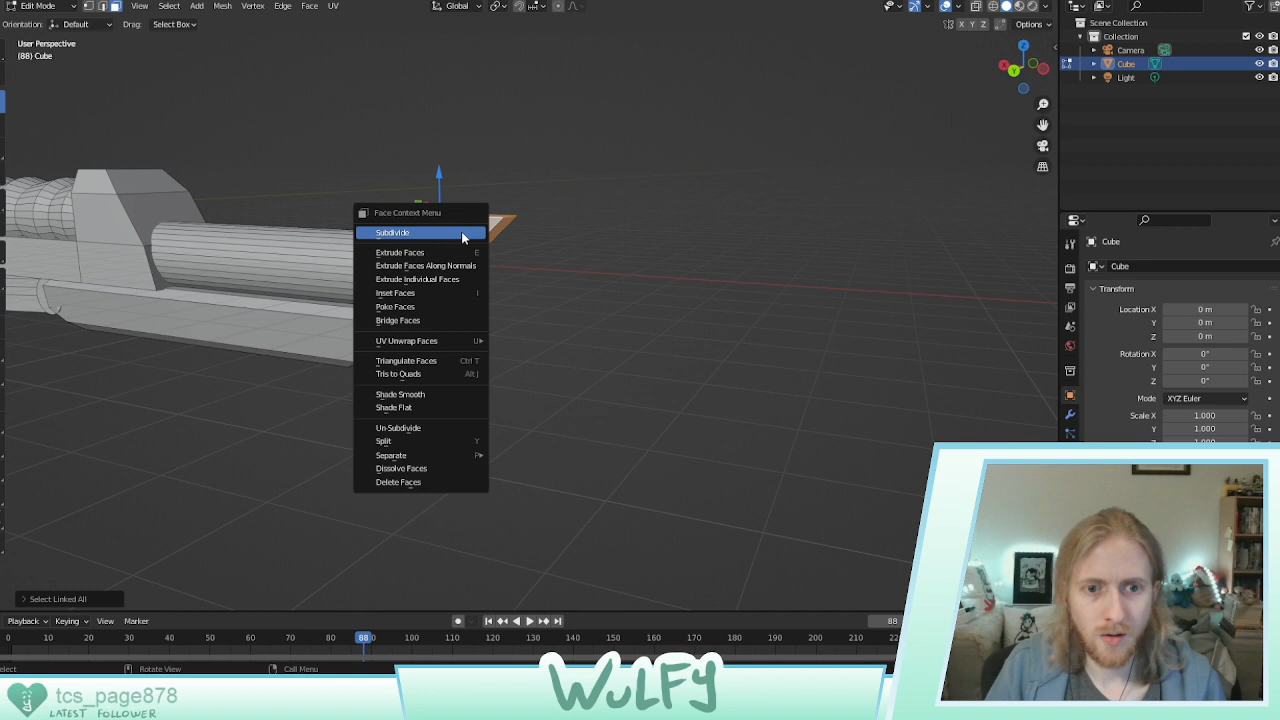 Edit Mode View Select Add Mesh Vertex Edge Face UV Global
Orientation: Default Drag: Select Box X Y Z Options
User Perspective
(88) Cube
Z
X
Y
Face Context Menu
Subdivide
Extrude Faces E
Extrude Faces Along Normals
Extrude Individual Faces
Inset Faces I
Poke Faces
Bridge Faces
UV Unwrap Faces U
Triangulate Faces Ctrl T
Tris to Quads Alt J
Shade Smooth
Shade Flat
Un-Subdivide
Split Y
Separate P
Dissolve Faces
Delete Faces
Scene Collection
Collection
Camera
Cube
Light
Cube
Cube
Transform
Location X 0 m
Y 0 m
Z 0 m
Rotation X 0°
Y 0°
Z 0°
Mode XYZ Euler
Scale X 1.000
Y 1.000
1.000
Select Linked All
Playback Keying View Marker 88
0 10 20 30 40 50 60 70 80 88 100 110 120 130 140 150 160 170 180 190 200 210
Rotate View Call Menu
WULFY
tcs_page878
LATEST FOLLOWER